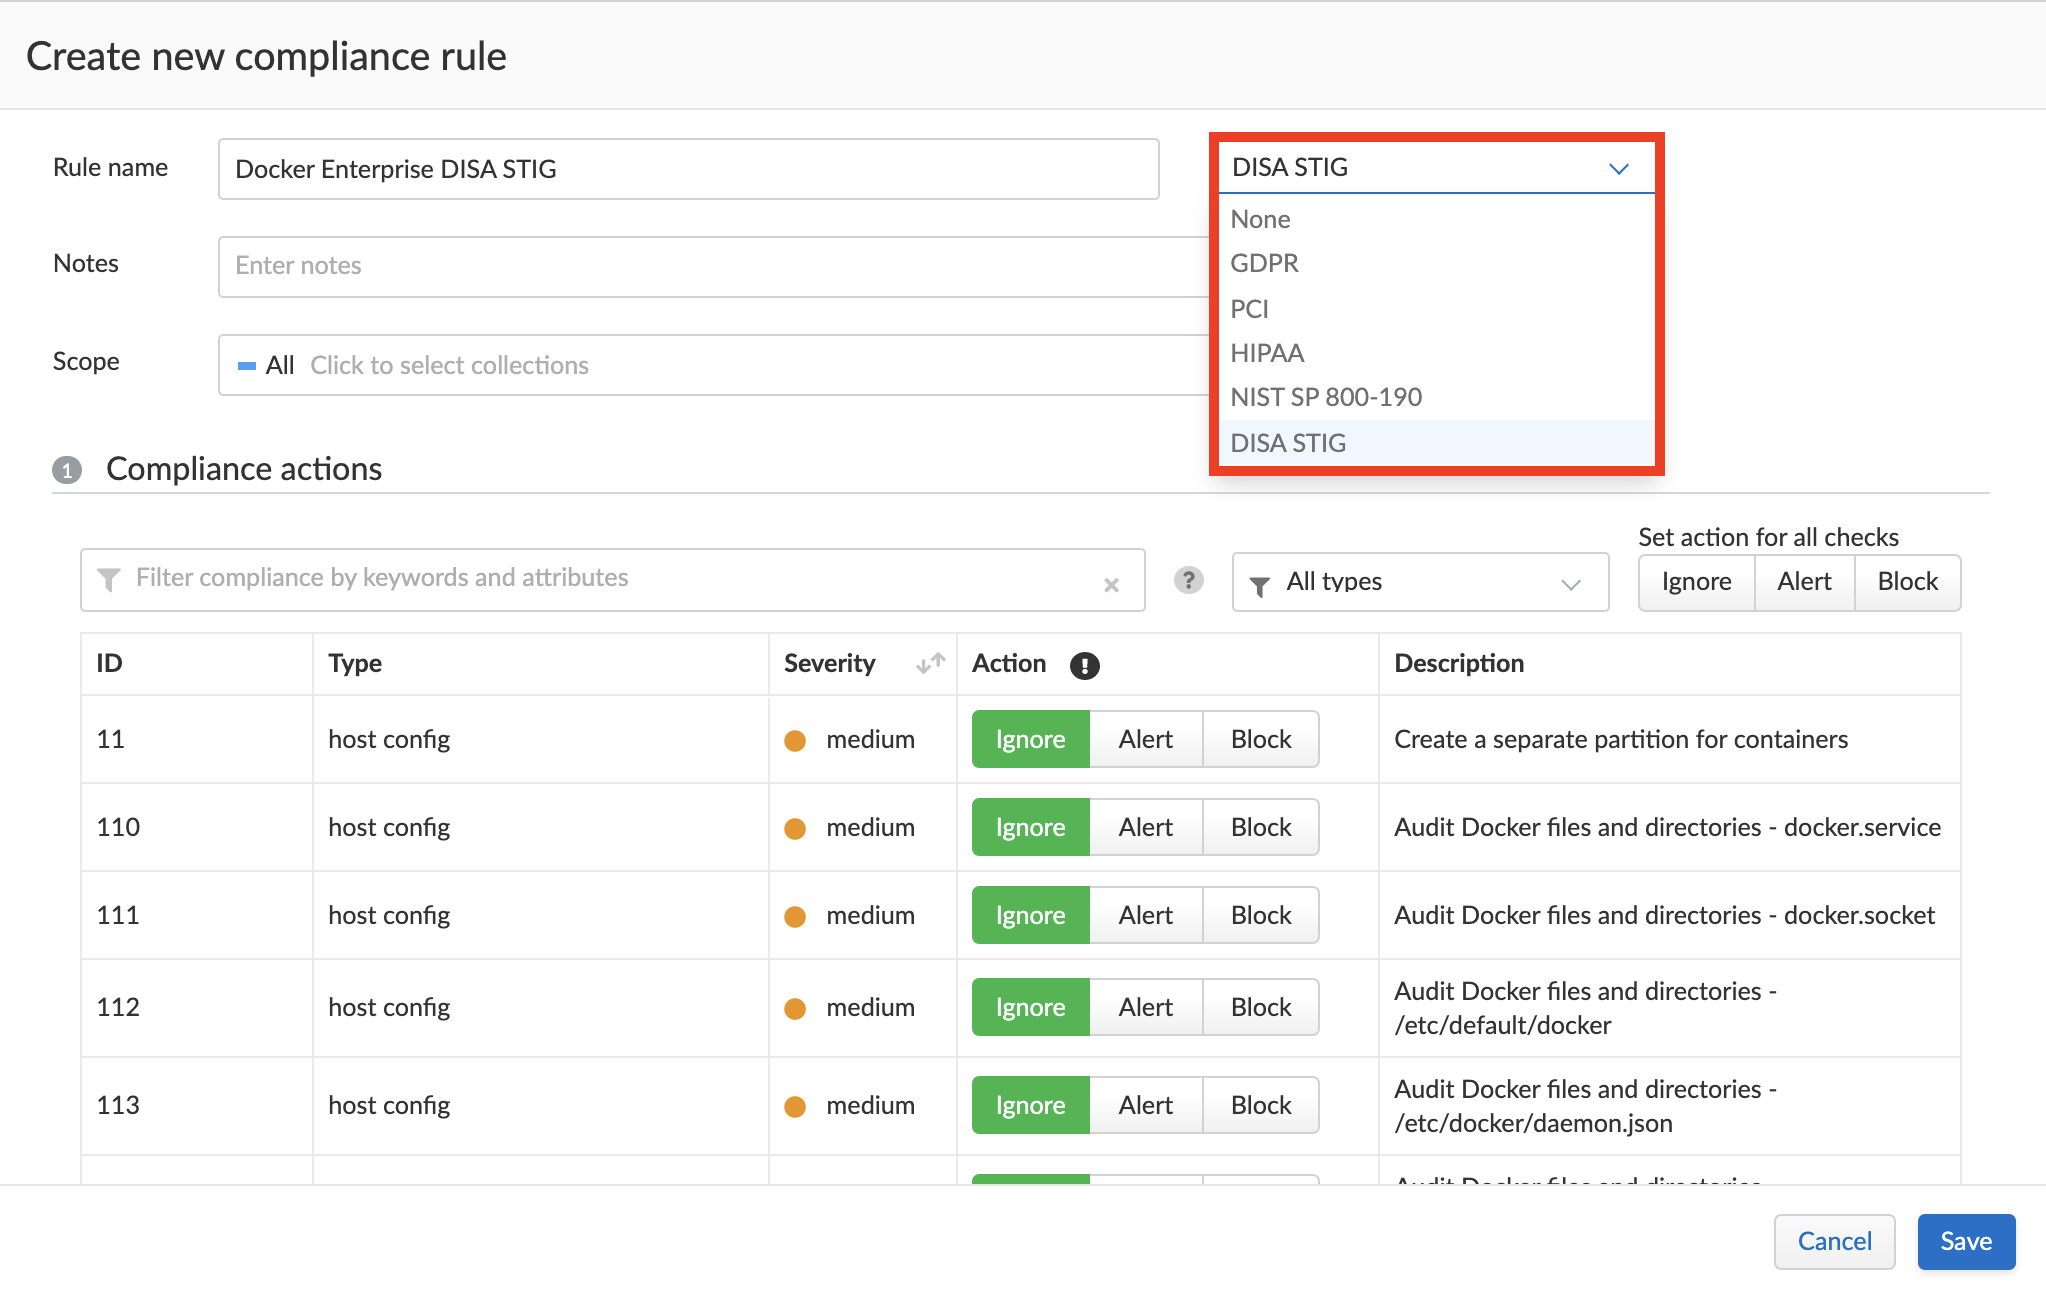 Create new compliance rule
Rule name
Docker Enterprise DISA STIG
DISA STIG
None
GDPR
PCI
HIPAA
NIST SP 800-190
DISA STIG
Notes
Enter notes
Scope
All Click to select collections
1 Compliance actions
Filter compliance by keywords and attributes
?
All types
Set action for all checks
Ignore Alert Block
ID Type Severity Action Description
11 host config medium Ignore Alert Block Create a separate partition for containers
110 host config medium Ignore Alert Block Audit Docker files and directories - docker.service
111 host config medium Ignore Alert Block Audit Docker files and directories - docker.socket
112 host config medium Ignore Alert Block Audit Docker files and directories -
/etc/default/docker
113 host config medium Ignore Alert Block Audit Docker files and directories -
/etc/docker/daemon.json
Audit Docker files and directories
Cancel Save